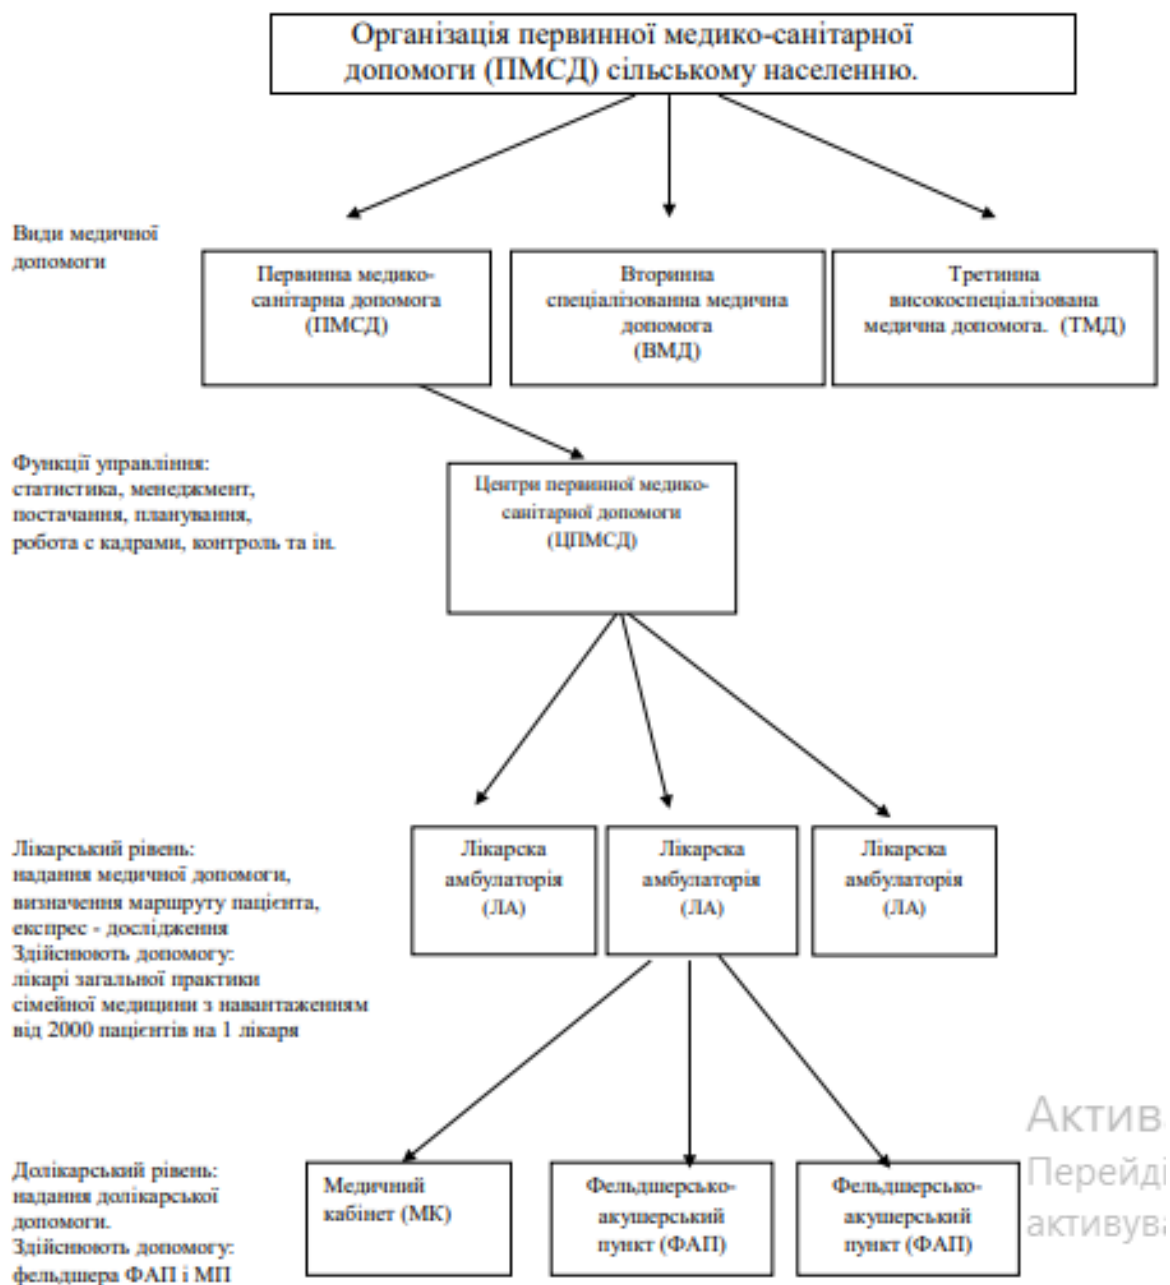 Організація первинної медико-санітарної
допомоги (ПМСД) сільському населенню.
Види медичної
допомоги
Первинна медико-
санітарна допомога
(ПМСД)
Вторинна
спеціалізованна медична
допомога
(ВМД)
Третинна
високоспеціалізована
медична допомога. (ТМД)
Функції управління:
статистика, менеджмент,
постачання, планування,
робота с кадрами, контроль та ін.
Центри первинної медико-
санітарної допомоги
(ЦПМСД)
Лікарський рівень:
надання медичної допомоги,
визначення маршруту пацієнта,
експрес - дослідження
Здійснюють допомогу:
лікарі загальної практики
сімейної медицини з навантаженням
від 2000 пацієнтів на 1 лікаря
Лікарска
амбулаторія
(ЛА)
Лікарска
амбулаторія
(ЛА)
Лікарска
амбулаторія
(ЛА)
Долікарський рівень:
надання долікарської
допомоги.
Здійснюють допомогу:
фельдшера ФАП і МП
Медичний
кабінет (МК)
Фельдшерсько-
акушерський
пункт (ФАП)
Фельдшерсько-
акушерський
пункт (ФАП)
Актив
Перейді
активува